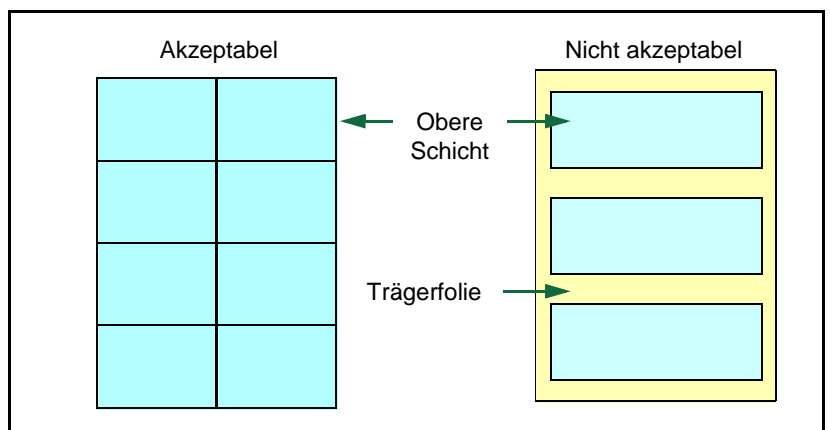 Akzeptabel
Nicht akzeptabel
Obere
Schicht
Trägerfolie